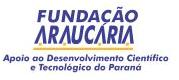 FUNDAÇÃO
ARAUCÁRIA
Apoio ao Desenvolvimento Científico
e Tecnológico do Paraná